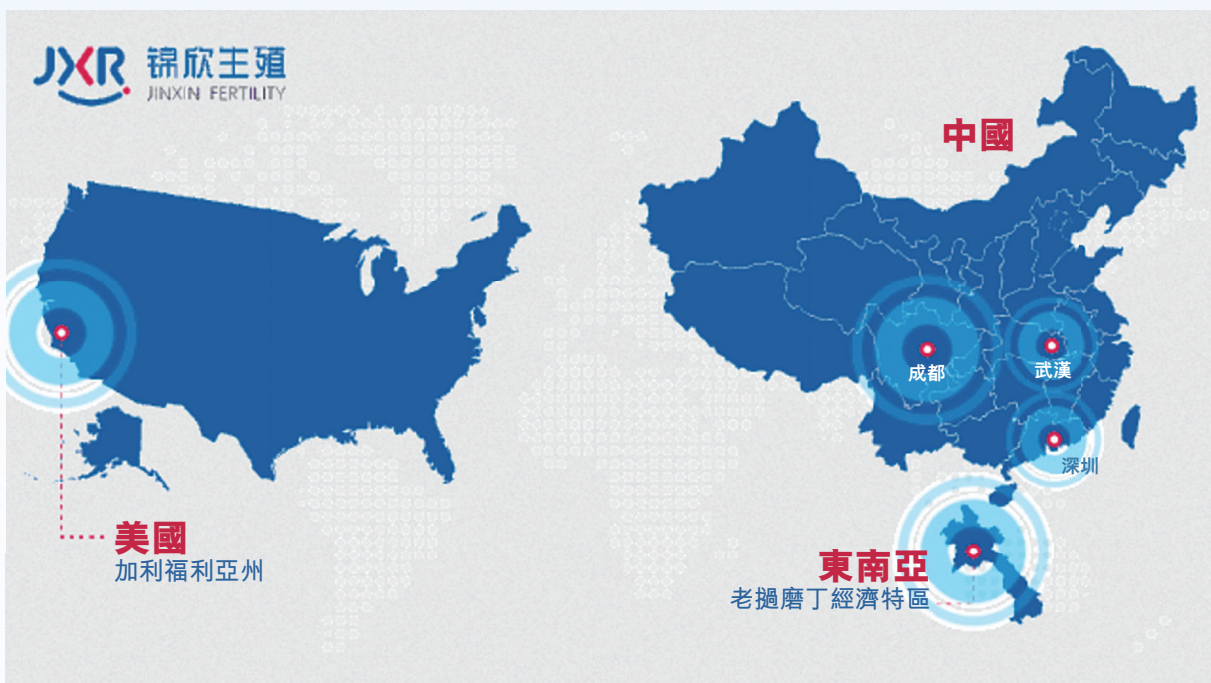 JXR 锦欣生殖
JINXIN FERTILITY
中國
成都
武漢
深圳
美國
加利福利亞州
東南亞
老撾磨丁經濟特區